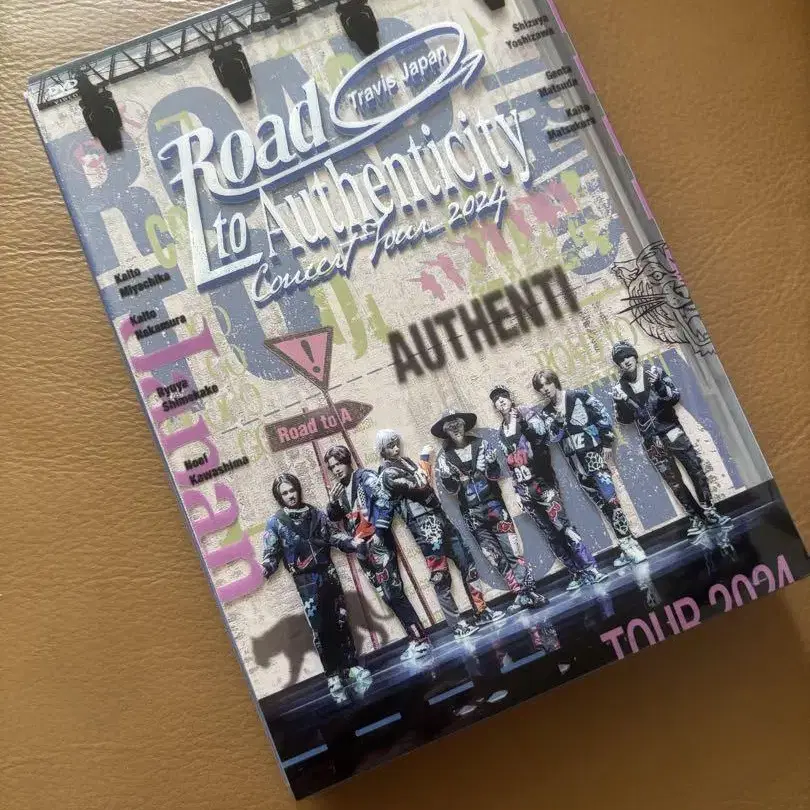 DVD
VIDEO
Travis Japan
Road
to Authenticity
Concert Tour 2024
Shizuya
Yoshizawa
Genta
Matsuda
Kaito
Matsukura
Kaito
Miyachika
Kaito
Nakamura
Ryuya
Shimekake
Noel
Kawashima
AUTHENTI
!
Road to A
TOUR 2024